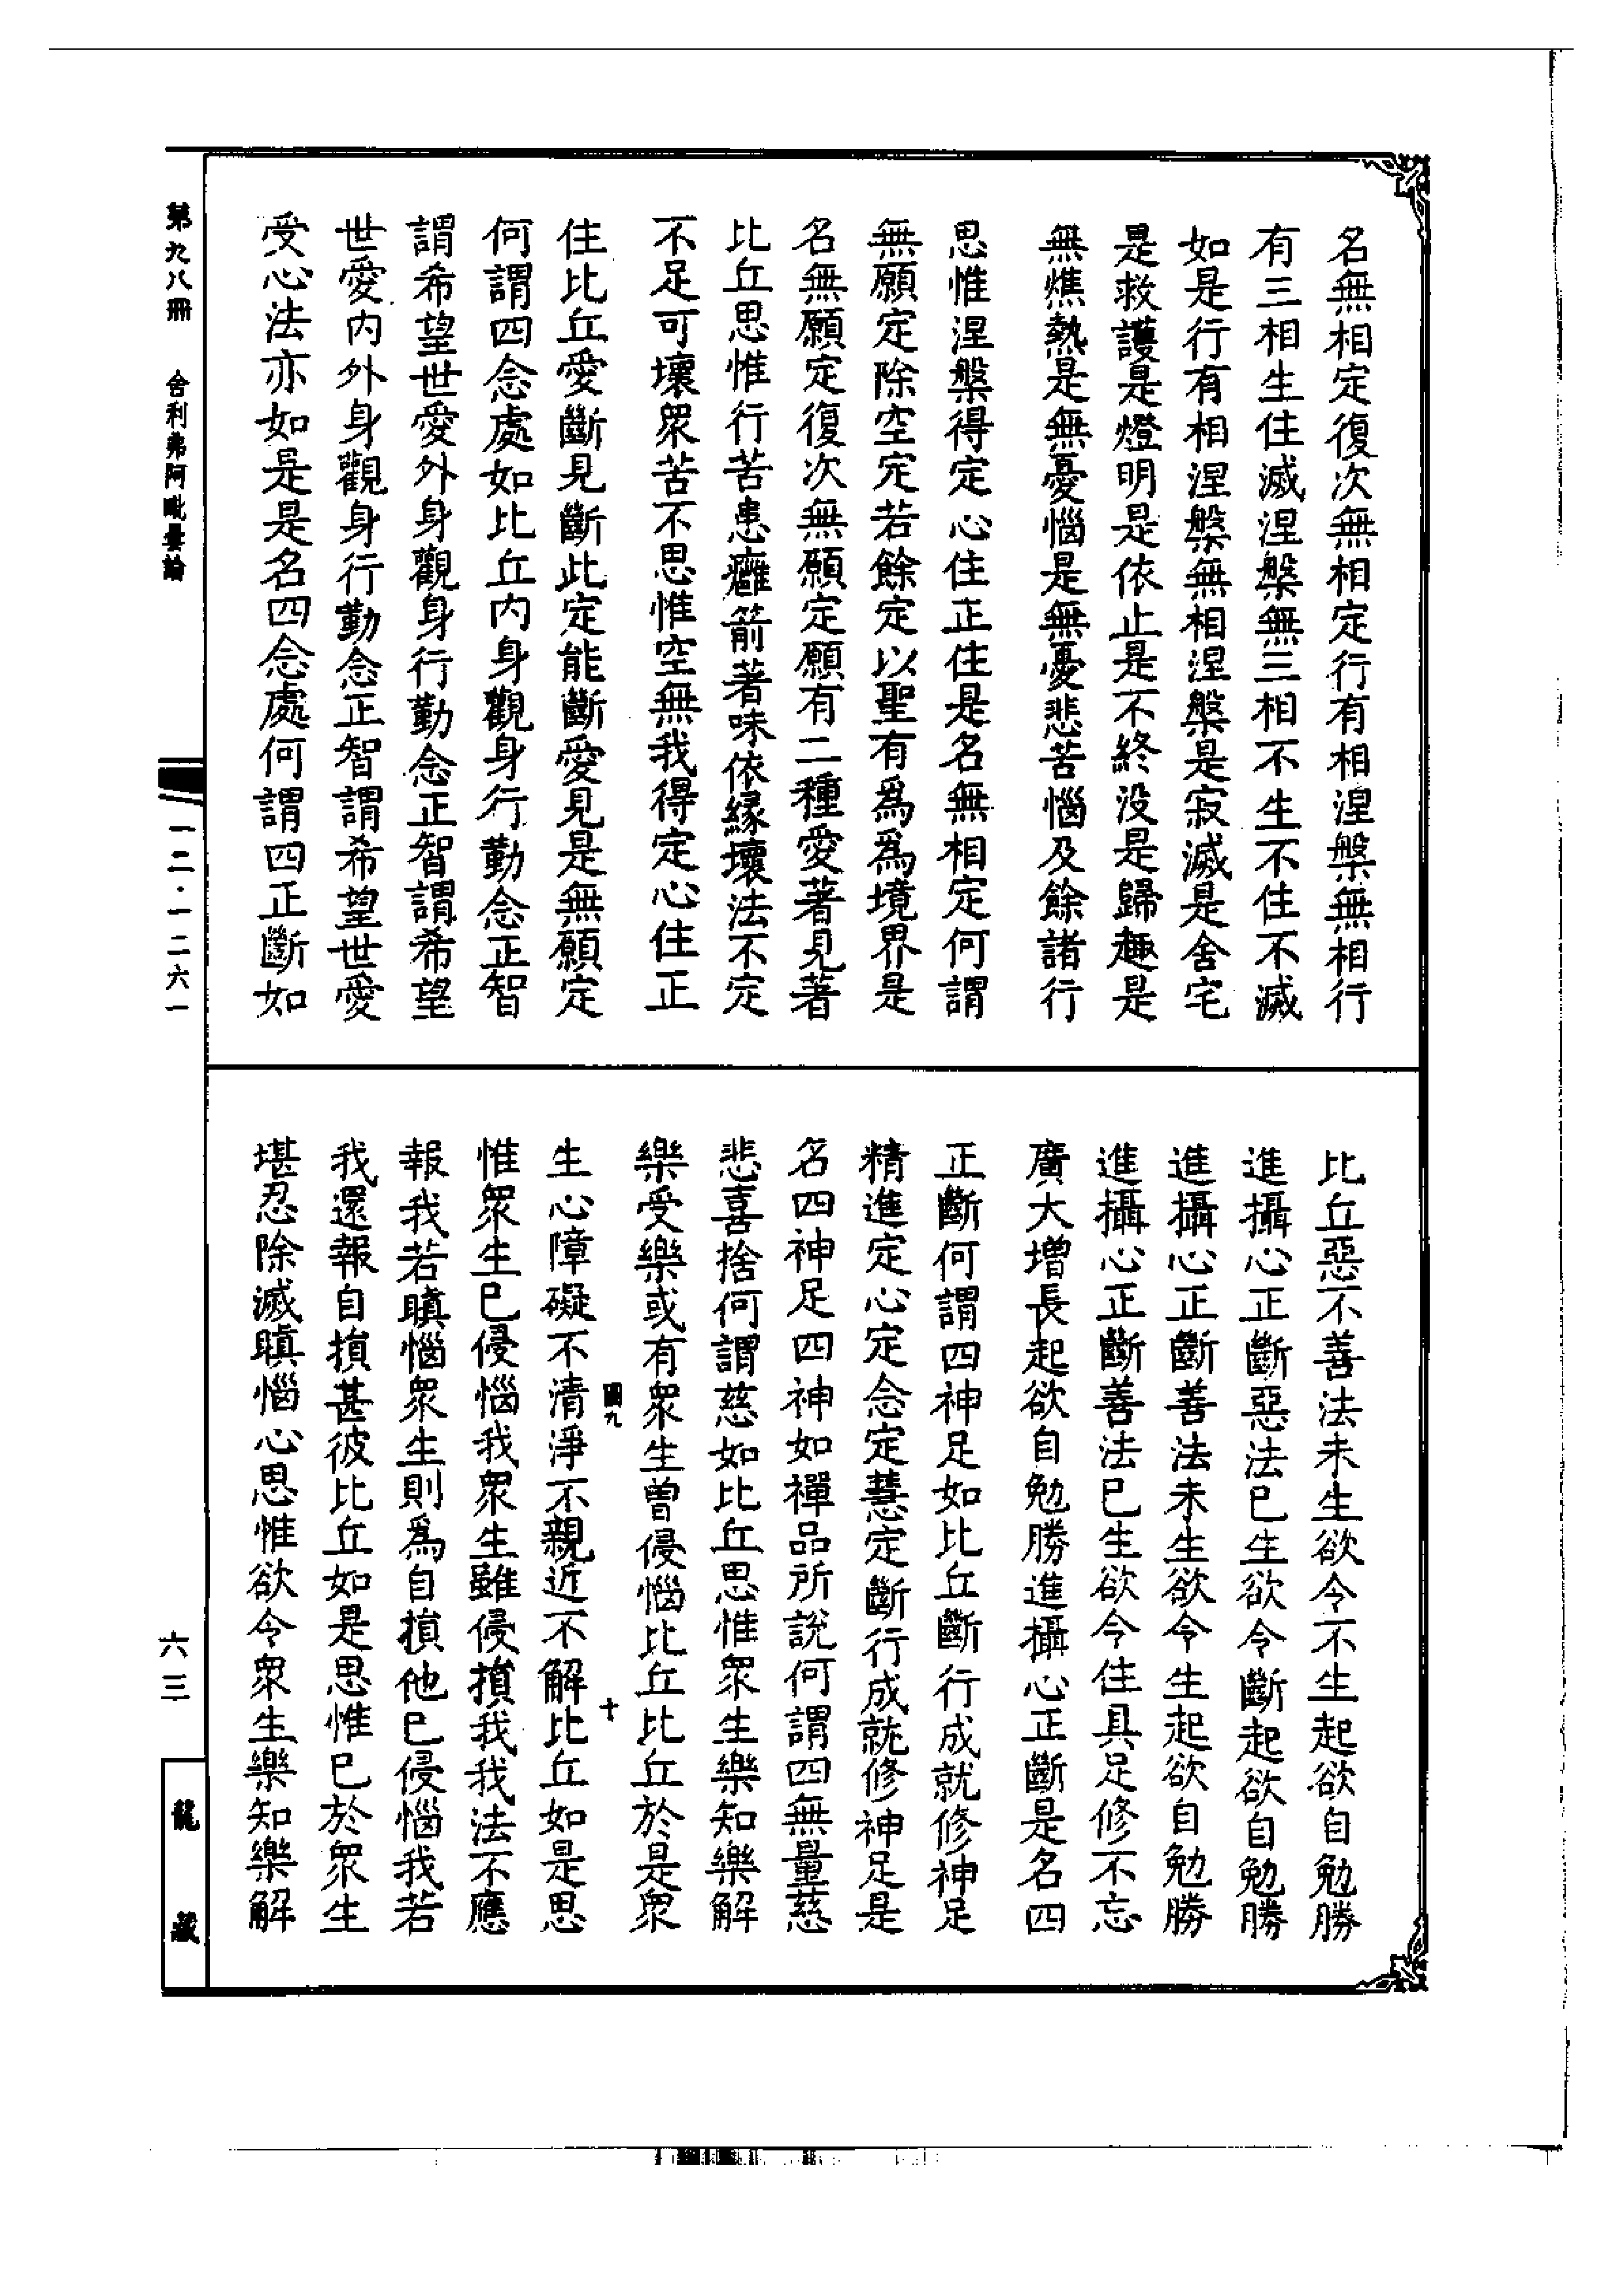 名無相定復次無相定行有相涅槃無相行
有三相生住滅涅槃無三相不生不住不滅
如是行有相涅槃無相涅槃是寂滅是舍宅
是救護是燈明是依止是不終没是歸趣是
無燋熱是無憂惱是無憂悲苦惱及餘諸行
思惟涅槃得定心住正住是名無相定何謂
無願定除空定若餘定以聖有爲爲境界是
名無願定復次無願定願有二種愛著見著
比丘思惟行苦患癰箭著味依緣壞法不定
不足可壞衆苦不思惟空無我得定心住正
住比丘愛斷見斷此定能斷愛見是無願定
何謂四念處如比丘内身觀身行勤念正智
謂希望世愛外身觀身行勤念正智謂希望
世愛内外身觀身行勤念正智謂希望世愛
受心法亦如是是名四念處何謂四正斷如
比丘惡不善法未生欲令不生起欲自勉勝
進攝心正斷惡法已生欲令斷起欲自勉勝
進攝心正斷善法未生欲令生起欲自勉勝
進攝心正斷善法已生欲令住具足修不忘
廣大增長起欲自勉勝進攝心正斷是名四
正斷何謂四神足如比丘斷行成就修神足
精進定心定念定慧定斷行成就修神足是
名四神足四神如禪品所說何謂四無量慈
悲喜捨何謂慈如比丘思惟衆生樂知樂解
樂受樂或有衆生曾侵惱比丘比丘於是衆
圖九
十
生心障礙不清淨不親近不解比丘如是思
惟衆生已侵惱我衆生雖侵損我我法不應
報我若瞋惱衆生則爲自損他已侵惱我若
我還報自損甚彼比丘如是思惟已於衆生
堪忍除滅瞋惱心思惟欲令衆生樂知樂解
第九八冊
舍利弗阿毗曇論
一二·一二六一
六三
龍藏